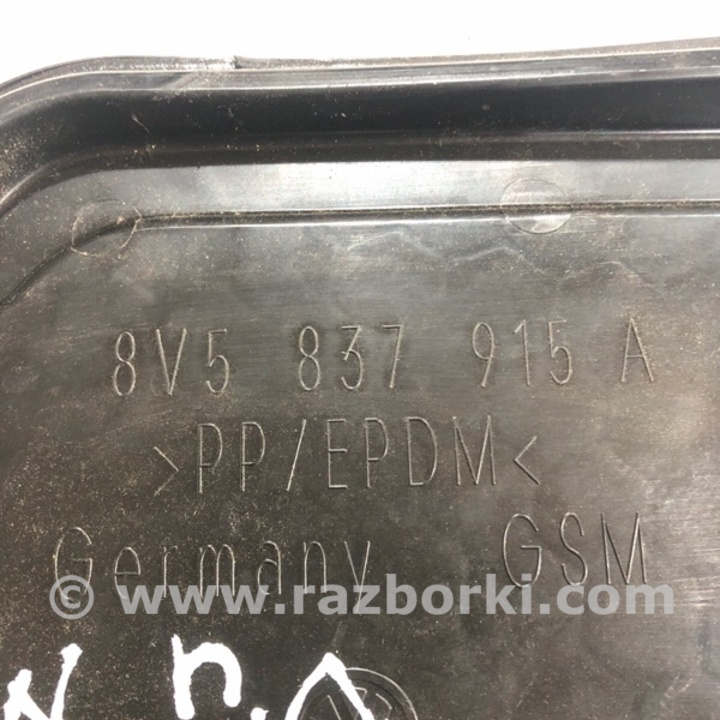 8V5 837 915 A
>PP/EPDM<
Germany GSM
© www.razborki.com